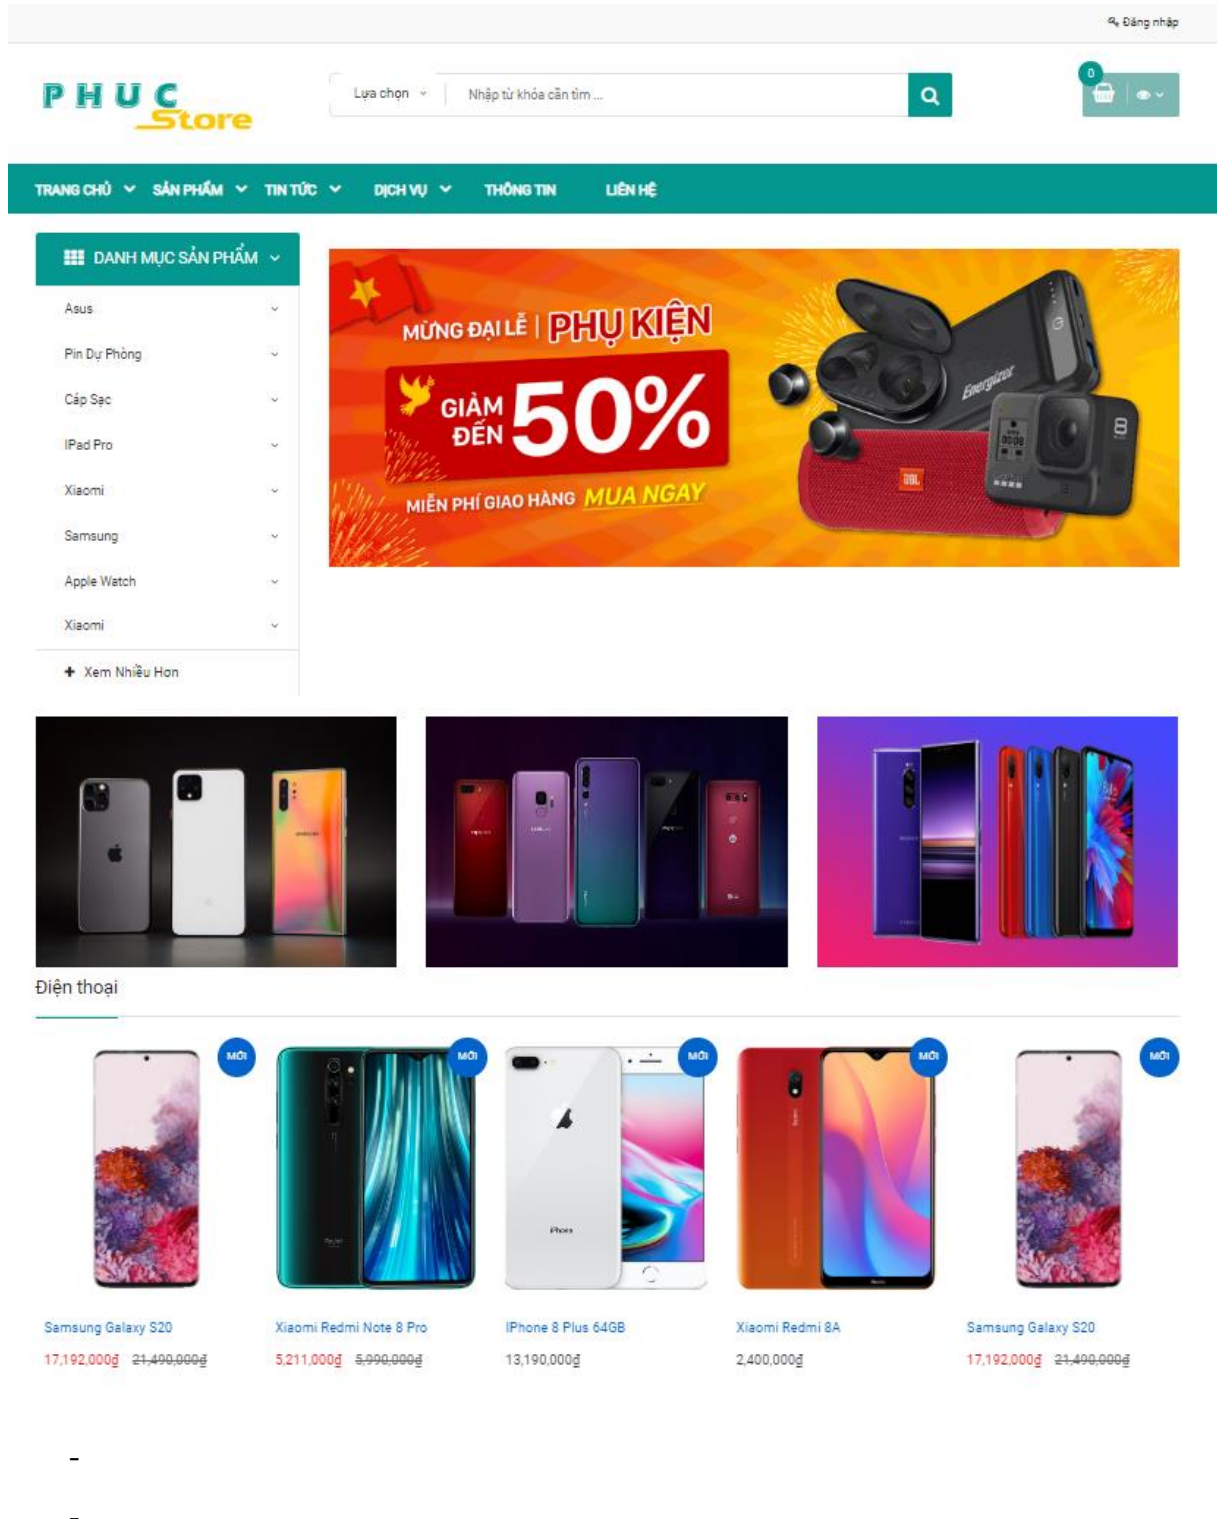 Đăng nhập
PHUC
Store
Lựa chọn
Nhập từ khóa cần tìm ...
0
TRANG CHỦ SẢN PHẨM TIN TỨC DỊCH VỤ THÔNG TIN LIÊN HỆ
DANH MỤC SẢN PHẨM
Asus
Pin Dự Phòng
Cáp Sạc
IPad Pro
Xiaomi
Samsung
Apple Watch
Xiaomi
+ Xem Nhiều Hơn
MỪNG ĐẠI LỄ | PHỤ KIỆN
GIẢM ĐẾN 50%
MIỄN PHÍ GIAO HÀNG MUA NGAY
Energizer
JBL
8
Điện thoại
MỚI MỚI MỚI MỚI MỚI
iPhone
Samsung Galaxy S20 Xiaomi Redmi Note 8 Pro IPhone 8 Plus 64GB Xiaomi Redmi 8A Samsung Galaxy S20
17,192,000₫ 21,490,000₫ 5,211,000₫ 5,990,000₫ 13,190,000₫ 2,400,000₫ 17,192,000₫ 21,490,000₫
-
-